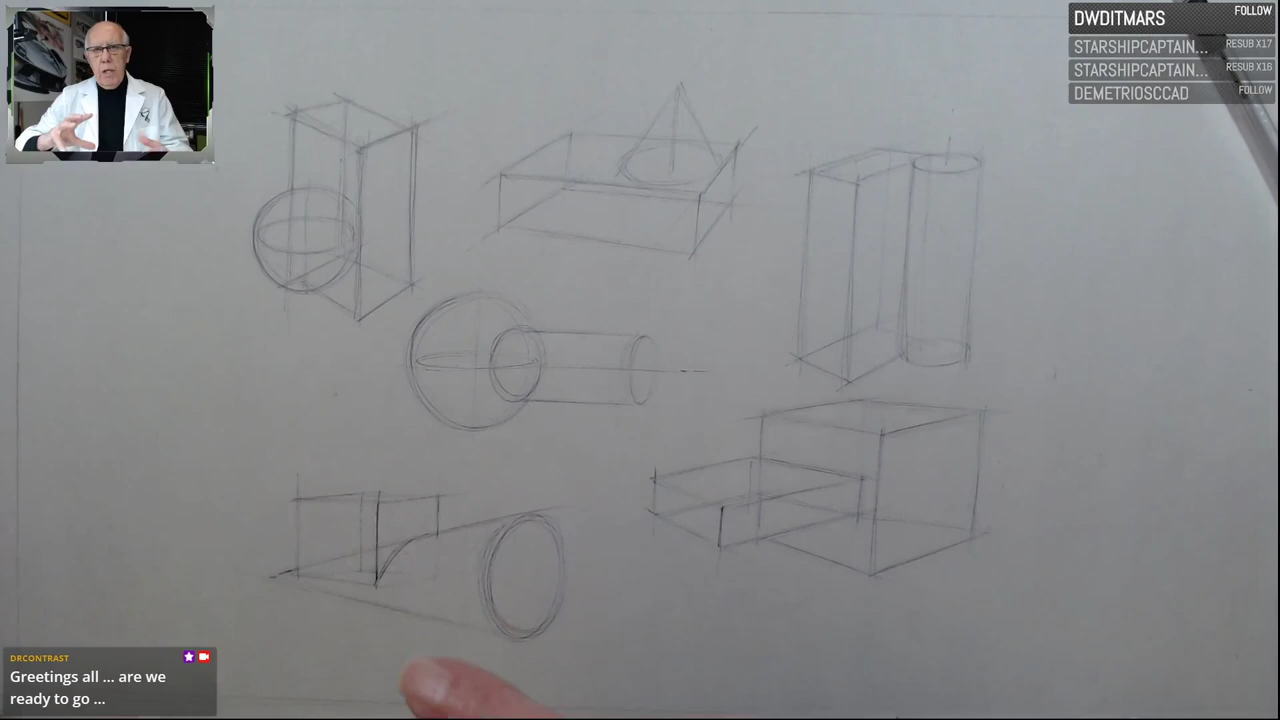 DWDITMARS FOLLOW
STARSHIPCAPTAIN... RESUB X17
STARSHIPCAPTAIN... RESUB X16
DEMETRIOSCCAD FOLLOW
DRCONTRAST
Greetings all ... are we
ready to go ...